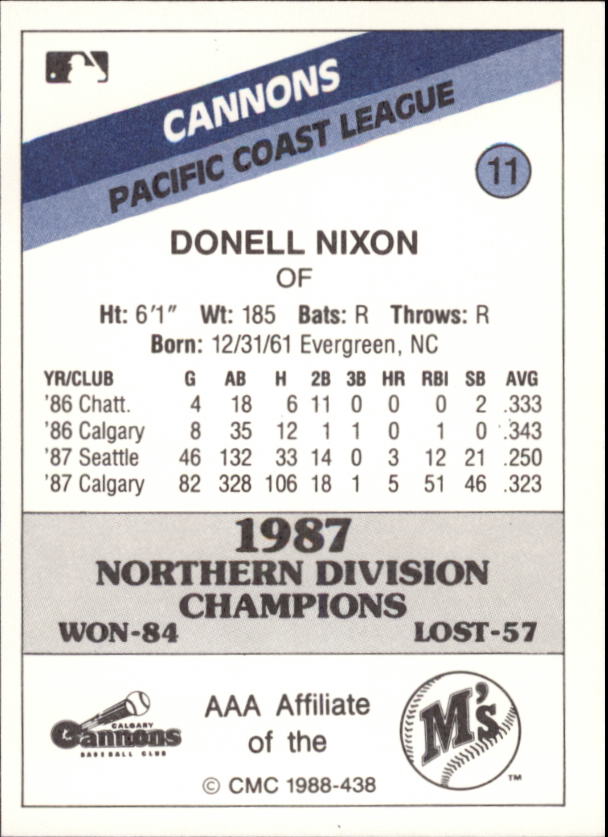 CANNONS
PACIFIC COAST LEAGUE
11
DONELL NIXON
OF
Ht: 6'1" Wt: 185 Bats: R Throws: R
Born: 12/31/61 Evergreen, NC
YR/CLUB G AB H 2B 3B HR RBI SB AVG
'86 Chatt. 4 18 6 11 0 0 0 2 .333
'86 Calgary 8 35 12 1 1 0 1 0 .343
'87 Seattle 46 132 33 14 0 3 12 21 .250
'87 Calgary 82 328 106 18 1 5 51 46 .323
1987
NORTHERN DIVISION
CHAMPIONS
WON-84 LOST-57
CALGARY
Cannons
BASEBALL CLUB
AAA Affiliate
of the
© CMC 1988-438
M's
TM